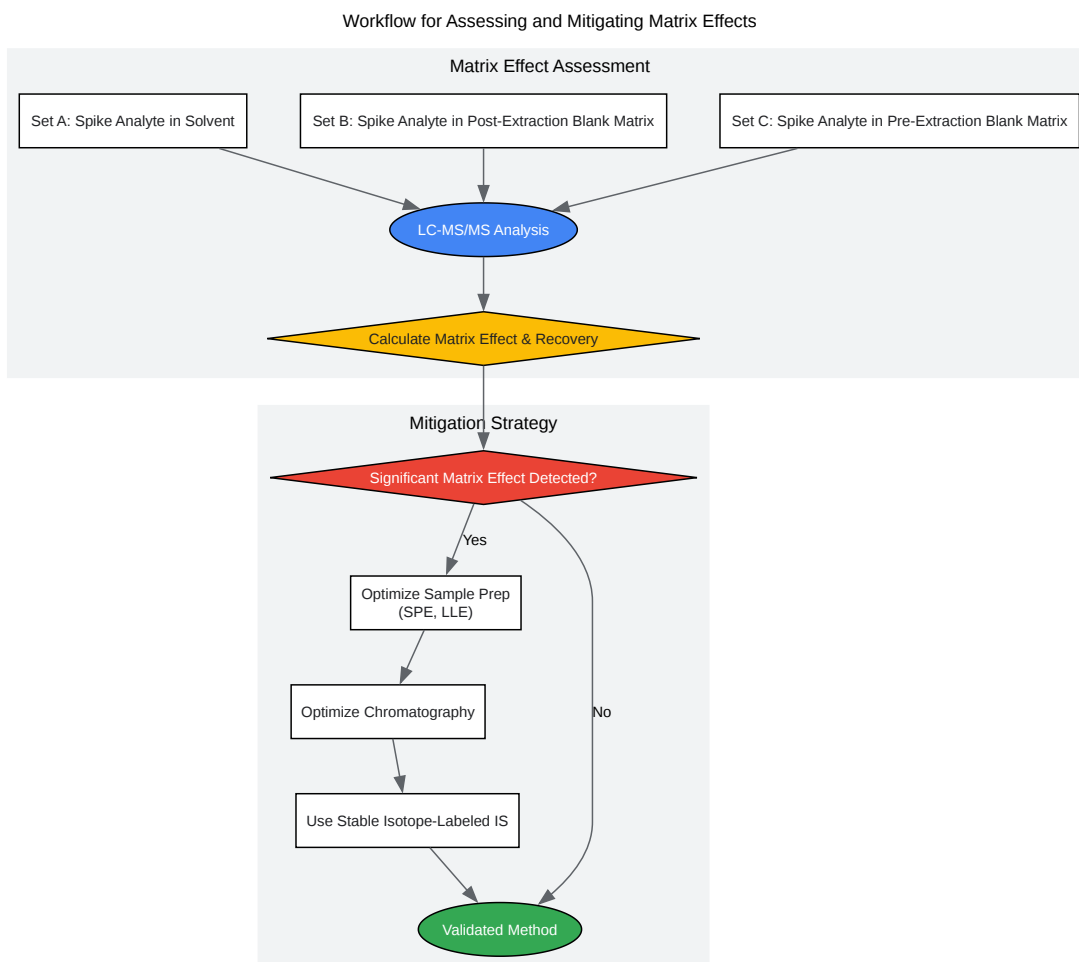 Workflow for Assessing and Mitigating Matrix Effects
Matrix Effect Assessment
Set A: Spike Analyte in Solvent
Set B: Spike Analyte in Post-Extraction Blank Matrix
Set C: Spike Analyte in Pre-Extraction Blank Matrix
LC-MS/MS Analysis
Calculate Matrix Effect & Recovery
Mitigation Strategy
Significant Matrix Effect Detected?
Yes
Optimize Sample Prep
(SPE, LLE)
Optimize Chromatography
No
Use Stable Isotope-Labeled IS
Validated Method